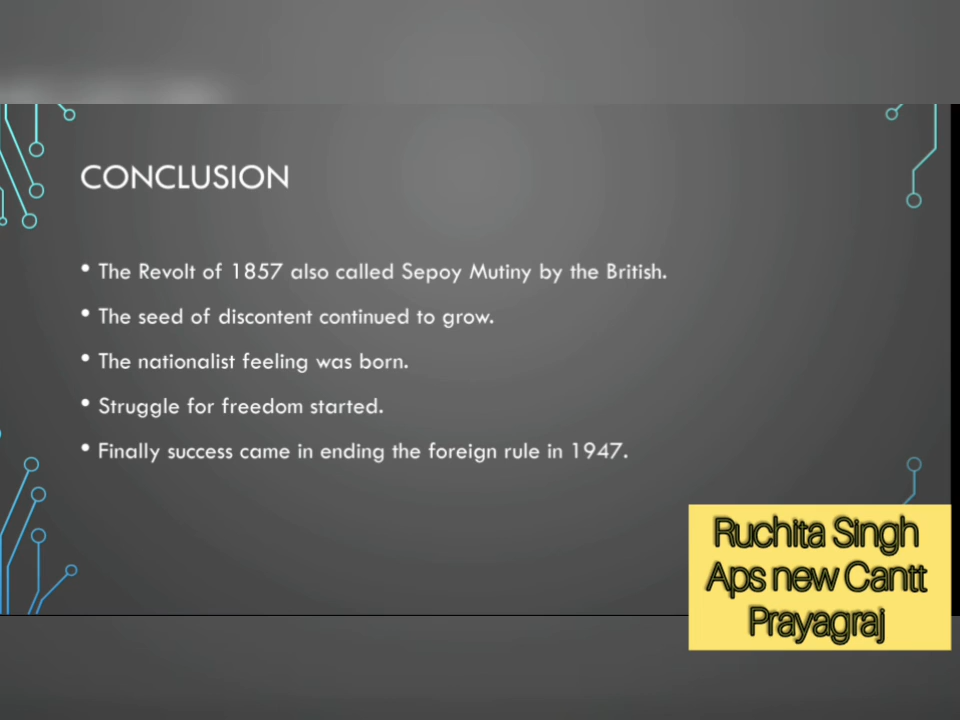 CONCLUSION
• The Revolt of 1857 also called Sepoy Mutiny by the British.
• The seed of discontent continued to grow.
• The nationalist feeling was born.
• Struggle for freedom started.
• Finally success came in ending the foreign rule in 1947.
Ruchita Singh
Aps new Cantt
Prayagraj